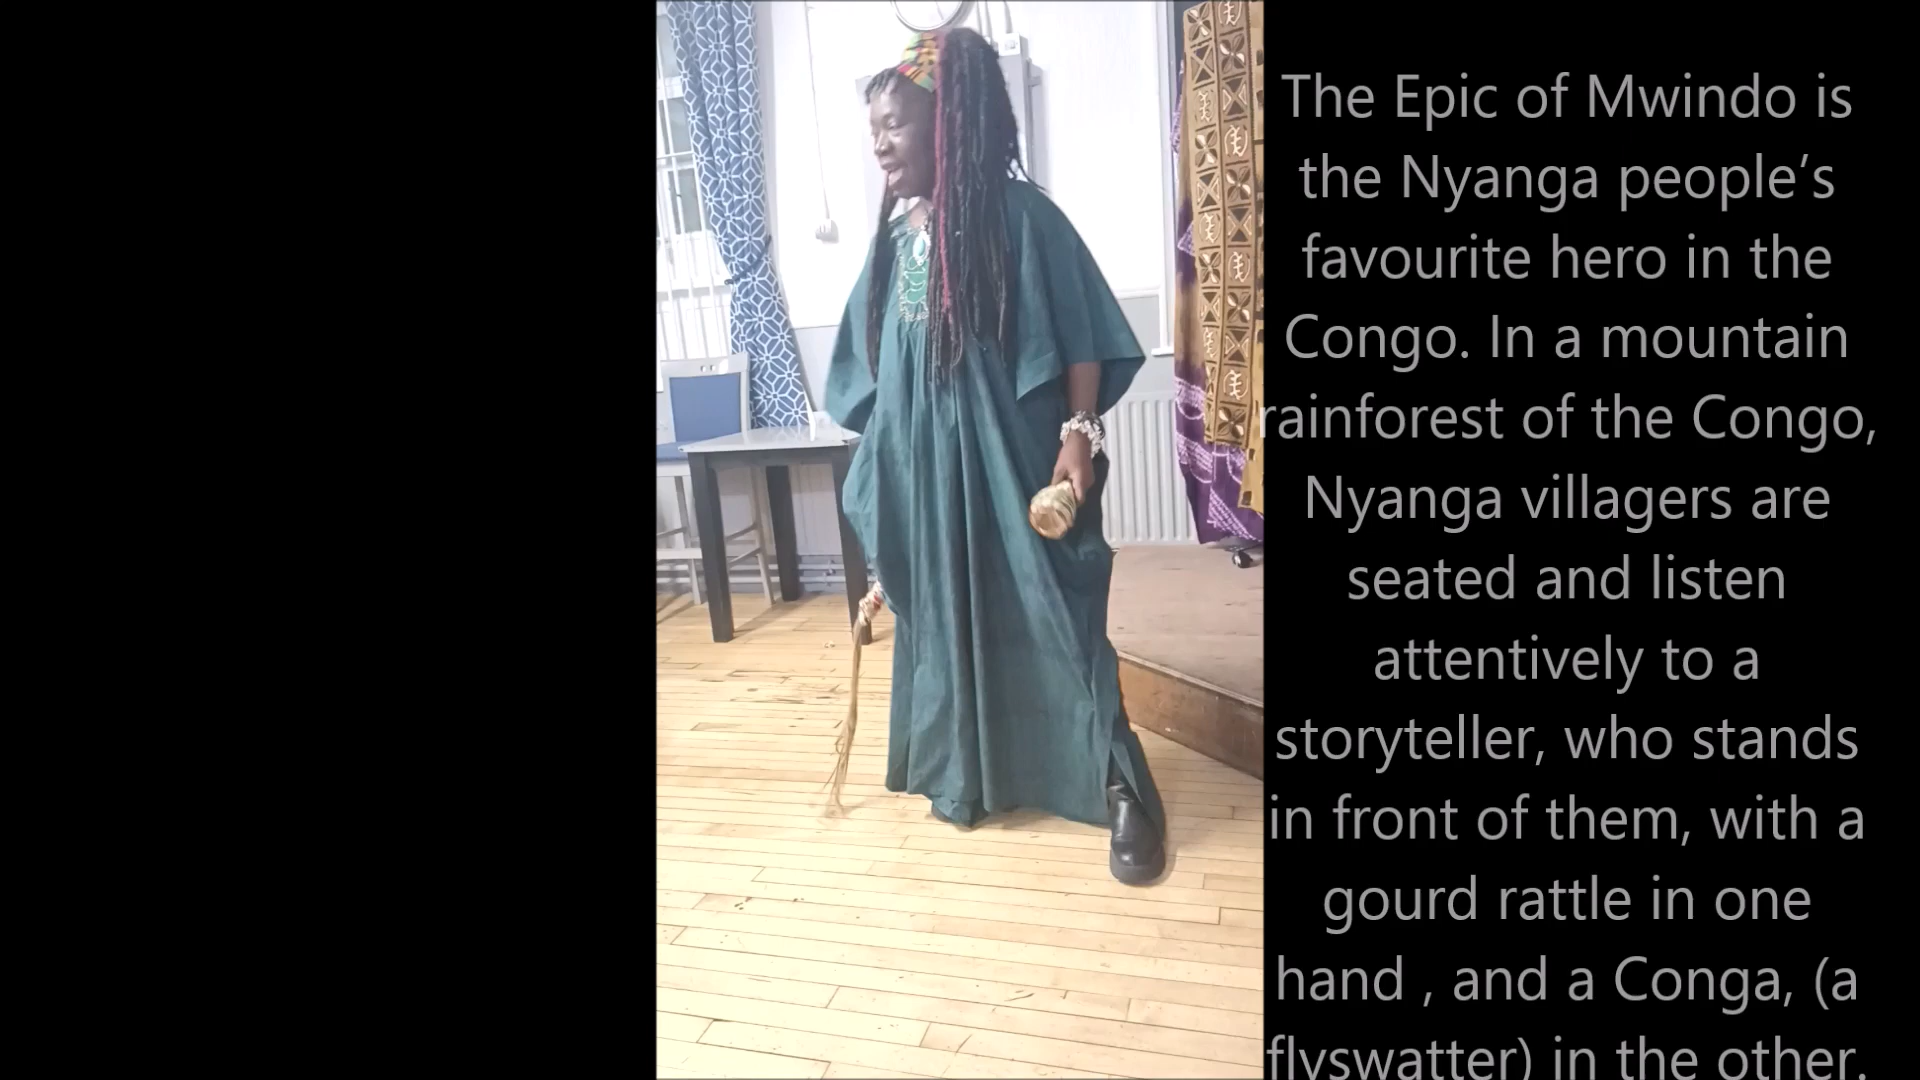 The Epic of Mwindo is
the Nyanga people’s
favourite hero in the
Congo. In a mountain
rainforest of the Congo,
Nyanga villagers are
seated and listen
attentively to a
storyteller, who stands
in front of them, with a
gourd rattle in one
hand , and a Conga, (a
flyswatter) in the other.